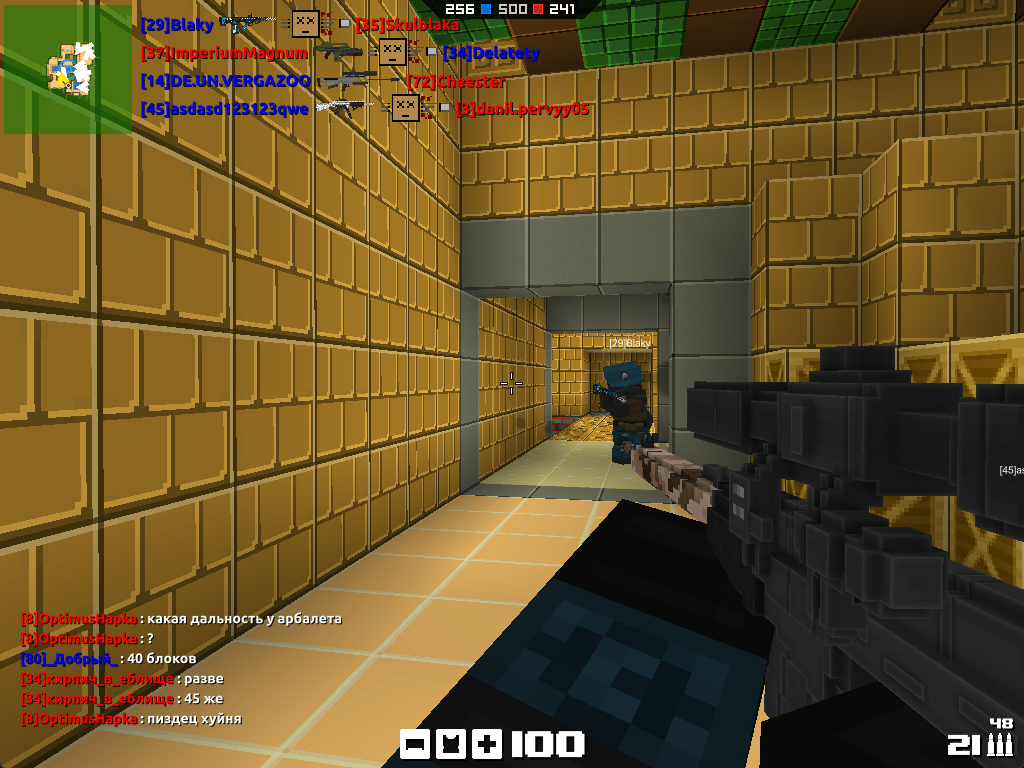 256 500 241
[29]Blaky [35]Skulblaka
[37]ImperiumMagnum [34]Delatety
[14]DE.UN.VERGAZOO [72]Cheester
[45]asdasd123123qwe [3]danil.pervyy05
[29]Blaky
[45]as
[8]OptimusHapka : какая дальность у арбалета
[8]OptimusHapka : ?
[80]_Добрый_ : 40 блоков
[34]кирпич_в_еблище : разве
[34]кирпич_в_еблище : 45 же
[8]OptimusHapka : пиздец хуйня
100
48
21